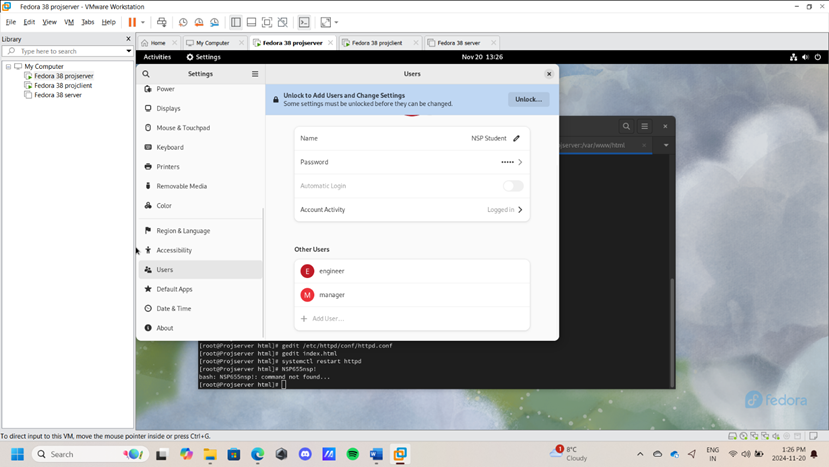 Fedora 38 projserver - VMware Workstation
File Edit View VM Tabs Help
Library
Type here to search
My Computer
Fedora 38 projserver
Fedora 38 projclient
Fedora 38 server
Home
My Computer
Fedora 38 projserver
Fedora 38 projclient
Fedora 38 server
Activities
Settings
Nov 20 13:26
Settings
Users
Power
Displays
Mouse & Touchpad
Keyboard
Printers
Removable Media
Color
Region & Language
Accessibility
Users
Default Apps
Date & Time
About
Unlock to Add Users and Change Settings
Some settings must be unlocked before they can be changed.
Unlock...
Name
NSP Student
Password
•••••
Automatic Login
Account Activity
Logged in
Other Users
E engineer
M manager
+ Add User...
jserver:/var/www/html
[root@Projserver html]# gedit /etc/httpd/conf/httpd.conf
[root@Projserver html]# gedit index.html
[root@Projserver html]# systemctl restart httpd
[root@Projserver html]# NSP655nsp!
bash: NSP655nsp!: command not found...
[root@Projserver html]#
fedora
To direct input to this VM, move the mouse pointer inside or press Ctrl+G.
Search
1
8°C
Cloudy
ENG
IN
1:26 PM
2024-11-20